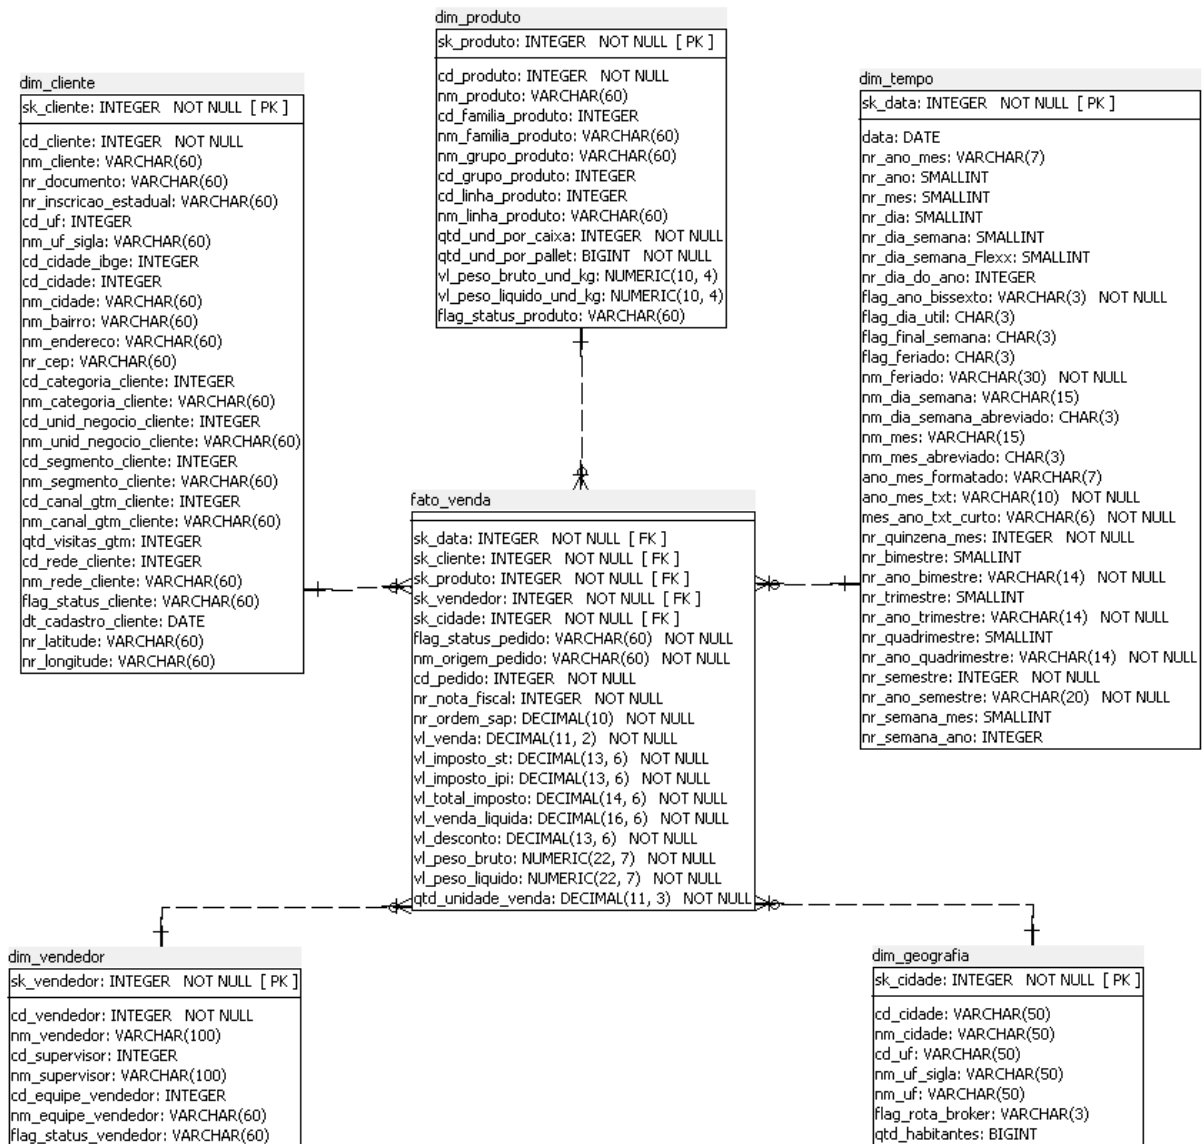 dim_produto
sk_produto: INTEGER NOT NULL [ PK ]
cd_produto: INTEGER NOT NULL
nm_produto: VARCHAR(60)
cd_familia_produto: INTEGER
nm_familia_produto: VARCHAR(60)
nm_grupo_produto: VARCHAR(60)
cd_grupo_produto: INTEGER
cd_linha_produto: INTEGER
nm_linha_produto: VARCHAR(60)
qtd_und_por_caixa: INTEGER NOT NULL
qtd_und_por_pallet: BIGINT NOT NULL
vl_peso_bruto_und_kg: NUMERIC(10, 4)
vl_peso_liquido_und_kg: NUMERIC(10, 4)
flag_status_produto: VARCHAR(60)
dim_cliente
sk_cliente: INTEGER NOT NULL [ PK ]
cd_cliente: INTEGER NOT NULL
nm_cliente: VARCHAR(60)
nr_documento: VARCHAR(60)
nr_inscricao_estadual: VARCHAR(60)
cd_uf: INTEGER
nm_uf_sigla: VARCHAR(60)
cd_cidade_ibge: INTEGER
cd_cidade: INTEGER
nm_cidade: VARCHAR(60)
nm_bairro: VARCHAR(60)
nm_endereco: VARCHAR(60)
nr_cep: VARCHAR(60)
cd_categoria_cliente: INTEGER
nm_categoria_cliente: VARCHAR(60)
cd_unid_negocio_cliente: INTEGER
nm_unid_negocio_cliente: VARCHAR(60)
cd_segmento_cliente: INTEGER
nm_segmento_cliente: VARCHAR(60)
cd_canal_gtm_cliente: INTEGER
nm_canal_gtm_cliente: VARCHAR(60)
qtd_visitas_gtm: INTEGER
cd_rede_cliente: INTEGER
nm_rede_cliente: VARCHAR(60)
flag_status_cliente: VARCHAR(60)
dt_cadastro_cliente: DATE
nr_latitude: VARCHAR(60)
nr_longitude: VARCHAR(60)
dim_tempo
sk_data: INTEGER NOT NULL [ PK ]
data: DATE
nr_ano_mes: VARCHAR(7)
nr_ano: SMALLINT
nr_mes: SMALLINT
nr_dia: SMALLINT
nr_dia_semana: SMALLINT
nr_dia_semana_Flexx: SMALLINT
nr_dia_do_ano: INTEGER
flag_ano_bissexto: VARCHAR(3) NOT NULL
flag_dia_util: CHAR(3)
flag_final_semana: CHAR(3)
flag_feriado: CHAR(3)
nm_feriado: VARCHAR(30) NOT NULL
nm_dia_semana: VARCHAR(15)
nm_dia_semana_abreviado: CHAR(3)
nm_mes: VARCHAR(15)
nm_mes_abreviado: CHAR(3)
ano_mes_formatado: VARCHAR(7)
ano_mes_txt: VARCHAR(10) NOT NULL
mes_ano_txt_curto: VARCHAR(6) NOT NULL
nr_quinzena_mes: INTEGER NOT NULL
nr_bimestre: SMALLINT
nr_ano_bimestre: VARCHAR(14) NOT NULL
nr_trimestre: SMALLINT
nr_ano_trimestre: VARCHAR(14) NOT NULL
nr_quadrimestre: SMALLINT
nr_ano_quadrimestre: VARCHAR(14) NOT NULL
nr_semestre: INTEGER NOT NULL
nr_ano_semestre: VARCHAR(20) NOT NULL
nr_semana_mes: SMALLINT
nr_semana_ano: INTEGER
fato_venda
sk_data: INTEGER NOT NULL [ FK ]
sk_cliente: INTEGER NOT NULL [ FK ]
sk_produto: INTEGER NOT NULL [ FK ]
sk_vendedor: INTEGER NOT NULL [ FK ]
sk_cidade: INTEGER NOT NULL [ FK ]
flag_status_pedido: VARCHAR(60) NOT NULL
nm_origem_pedido: VARCHAR(60) NOT NULL
cd_pedido: INTEGER NOT NULL
nr_nota_fiscal: INTEGER NOT NULL
nr_ordem_sap: DECIMAL(10) NOT NULL
vl_venda: DECIMAL(11, 2) NOT NULL
vl_imposto_st: DECIMAL(13, 6) NOT NULL
vl_imposto_ipi: DECIMAL(13, 6) NOT NULL
vl_total_imposto: DECIMAL(14, 6) NOT NULL
vl_venda_liquida: DECIMAL(16, 6) NOT NULL
vl_desconto: DECIMAL(13, 6) NOT NULL
vl_peso_bruto: NUMERIC(22, 7) NOT NULL
vl_peso_liquido: NUMERIC(22, 7) NOT NULL
qtd_unidade_venda: DECIMAL(11, 3) NOT NULL
dim_vendedor
sk_vendedor: INTEGER NOT NULL [ PK ]
cd_vendedor: INTEGER NOT NULL
nm_vendedor: VARCHAR(100)
cd_supervisor: INTEGER
nm_supervisor: VARCHAR(100)
cd_equipe_vendedor: INTEGER
nm_equipe_vendedor: VARCHAR(60)
flag_status_vendedor: VARCHAR(60)
dim_geografia
sk_cidade: INTEGER NOT NULL [ PK ]
cd_cidade: VARCHAR(50)
nm_cidade: VARCHAR(50)
cd_uf: VARCHAR(50)
nm_uf_sigla: VARCHAR(50)
nm_uf: VARCHAR(50)
flag_rota_broker: VARCHAR(3)
qtd_habitantes: BIGINT